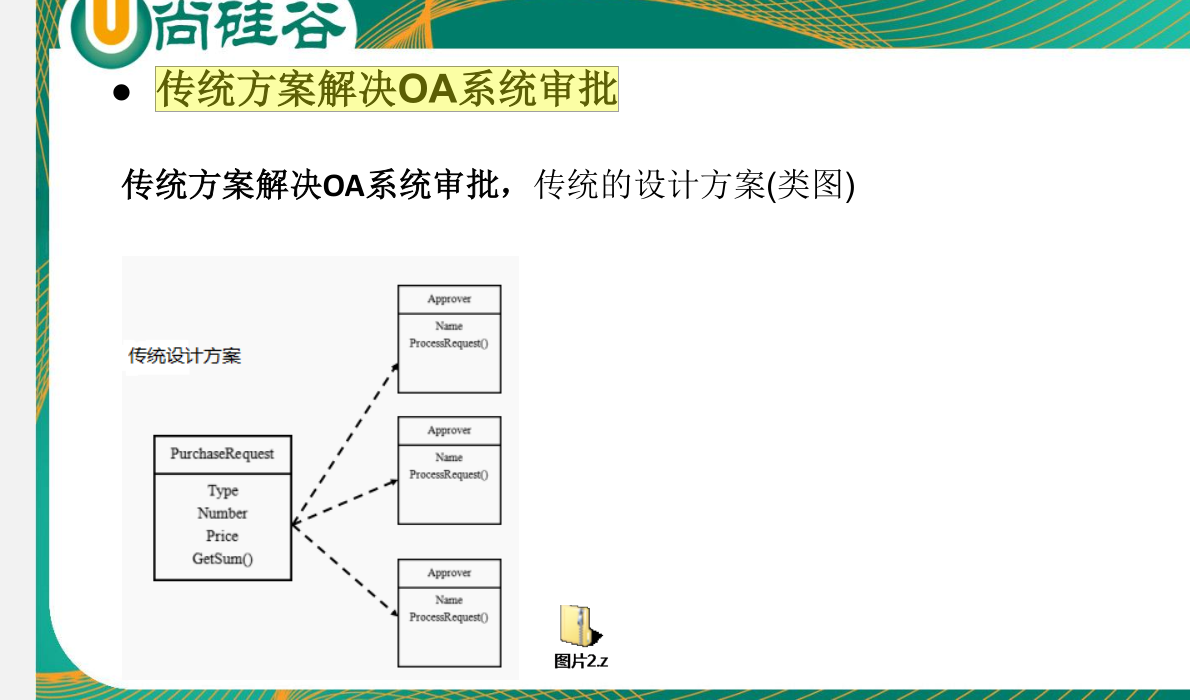 尚硅谷
传统方案解决OA系统审批
传统方案解决OA系统审批，传统的设计方案(类图)
传统设计方案
Approver
Name
ProcessRequest()
Approver
Name
ProcessRequest()
PurchaseRequest
Type
Number
Price
GetSum()
Approver
Name
ProcessRequest()
图片2.z